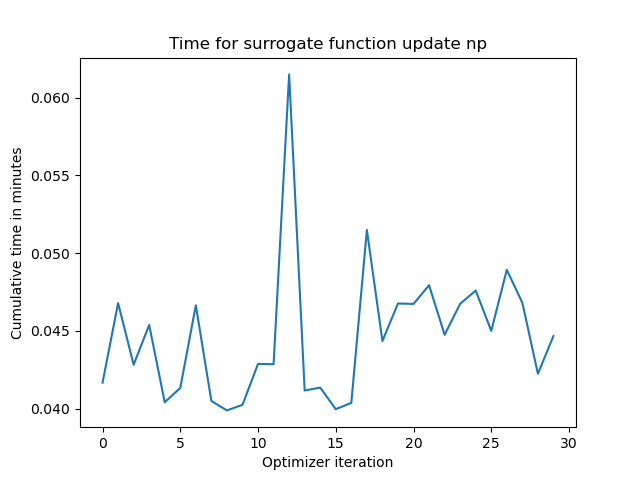 Time for surrogate function update np
0.060
0.055
0.050
0.045
0.040
Cumulative time in minutes
0 5 10 15 20 25 30
Optimizer iteration